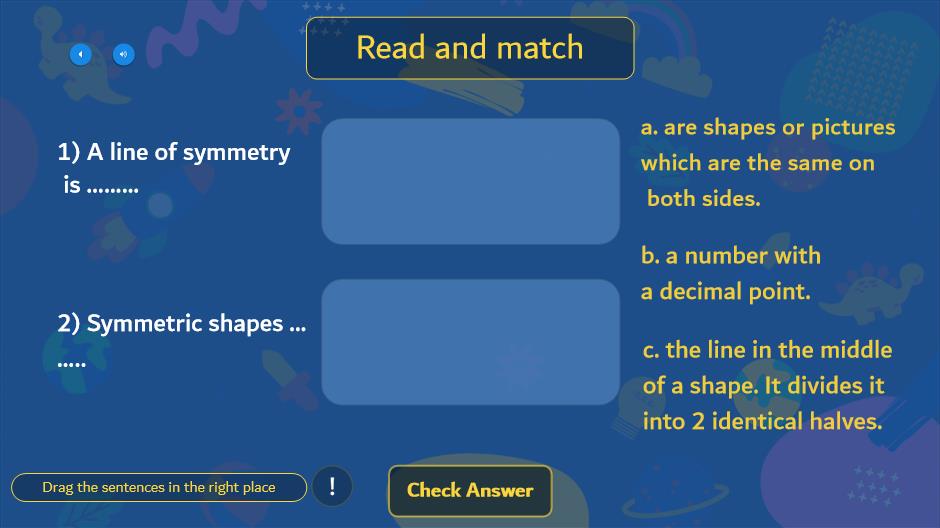 Read and match
1) A line of symmetry
is .........
2) Symmetric shapes ...
.....
a. are shapes or pictures
which are the same on
both sides.
b. a number with
a decimal point.
c. the line in the middle
of a shape. It divides it
into 2 identical halves.
Drag the sentences in the right place
!
Check Answer